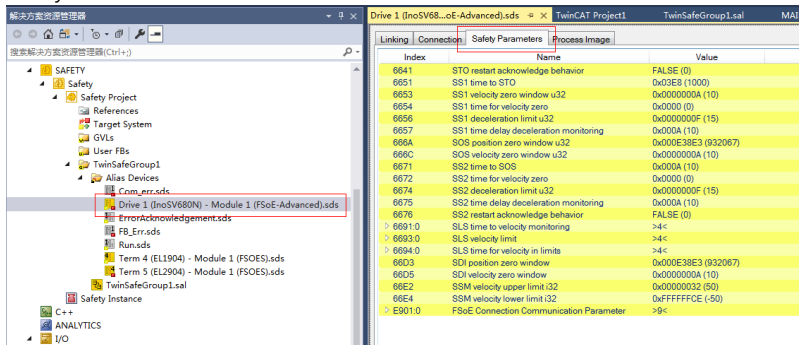 解决方案资源管理器
搜索解决方案资源管理器(Ctrl+;)
SAFETY
Safety
Safety Project
References
Target System
GVLs
User FBs
TwinSafeGroup1
Alias Devices
Com_err.sds
Drive 1 (InoSV680N) - Module 1 (FSoE-Advanced).sds
ErrorAcknowledgement.sds
FB_Err.sds
Run.sds
Term 4 (EL1904) - Module 1 (FSOES).sds
Term 5 (EL2904) - Module 1 (FSOES).sds
TwinSafeGroup1.sal
Safety Instance
C++
ANALYTICS
I/O
Drive 1 (InoSV68...oE-Advanced).sds TwinCAT Project1 TwinSafeGroup1.sal MAI
Linking Connection Safety Parameters Process Image
Index Name Value
6641 STO restart acknowledge behavior FALSE (0)
6651 SS1 time to STO 0x03E8 (1000)
6653 SS1 velocity zero window u32 0x0000000A (10)
6654 SS1 time for velocity zero 0x0000 (0)
6656 SS1 deceleration limit u32 0x0000000F (15)
6657 SS1 time delay deceleration monitoring 0x000A (10)
666A SOS position zero window u32 0x000E38E3 (932067)
666C SOS velocity zero window u32 0x0000000A (10)
6671 SS2 time to SOS 0x000A (10)
6672 SS2 time for velocity zero 0x0000 (0)
6674 SS2 deceleration limit u32 0x0000000F (15)
6675 SS2 time delay deceleration monitoring 0x000A (10)
6676 SS2 restart acknowledge behavior FALSE (0)
6691:0 SLS time to velocity monitoring >4<
6693:0 SLS velocity limit >4<
6694:0 SLS time for velocity in limits >4<
66D3 SDI position zero window 0x000E38E3 (932067)
66D5 SDI velocity zero window 0x0000000A (10)
66E2 SSM velocity upper limit i32 0x00000032 (50)
66E4 SSM velocity lower limit i32 0xFFFFFFCE (-50)
E901:0 FSoE Connection Communication Parameter >9<